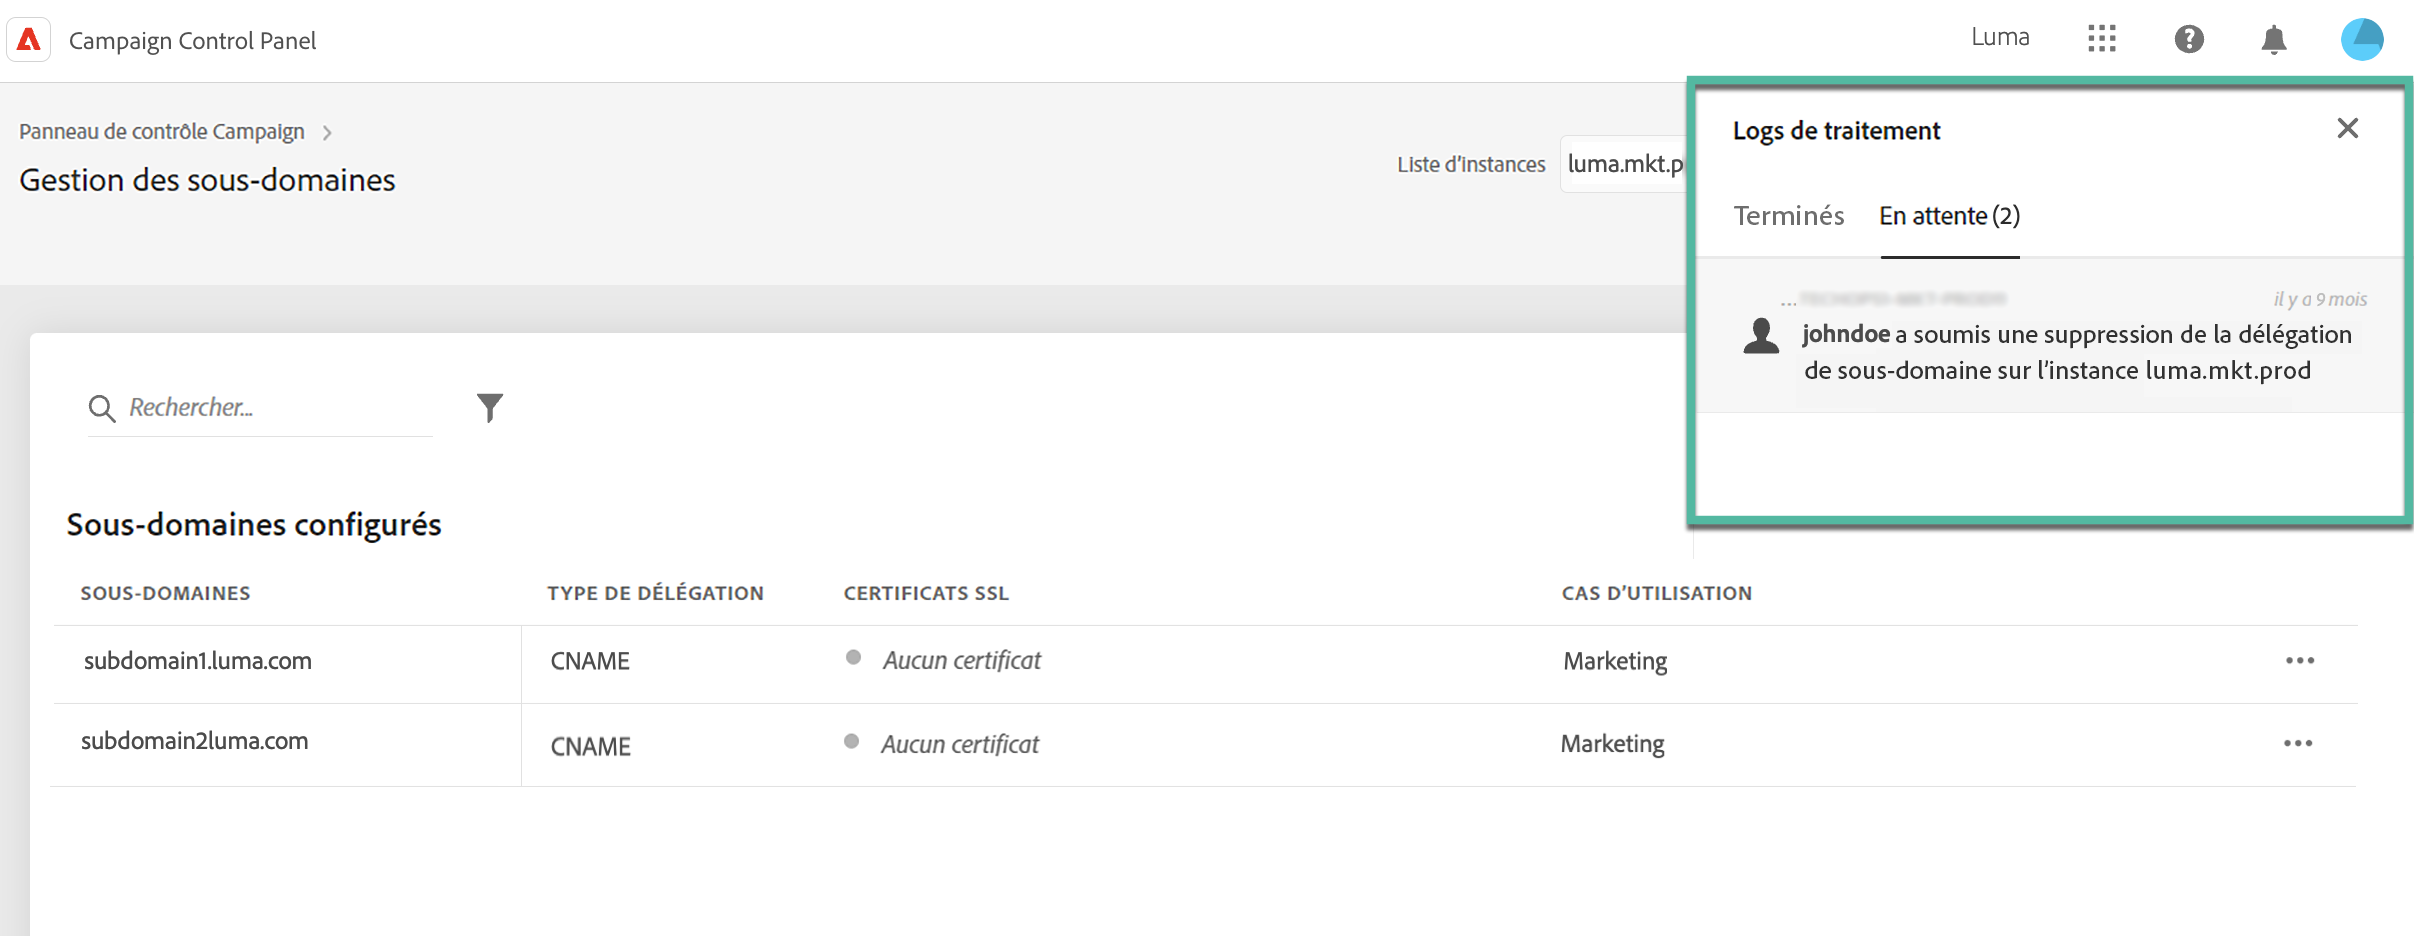 Campaign Control Panel
Luma
Panneau de contrôle Campaign
Gestion des sous-domaines
Liste d'instances
luma.mkt.p
Logs de traitement
Terminés
En attente (2)
...
il y a 9 mois
johndoe a soumis une suppression de la délégation
de sous-domaine sur l'instance luma.mkt.prod
Rechercher...
Sous-domaines configurés
SOUS-DOMAINES TYPE DE DÉLÉGATION CERTIFICATS SSL CAS D'UTILISATION
subdomain1.luma.com CNAME Aucun certificat Marketing
subdomain2luma.com CNAME Aucun certificat Marketing